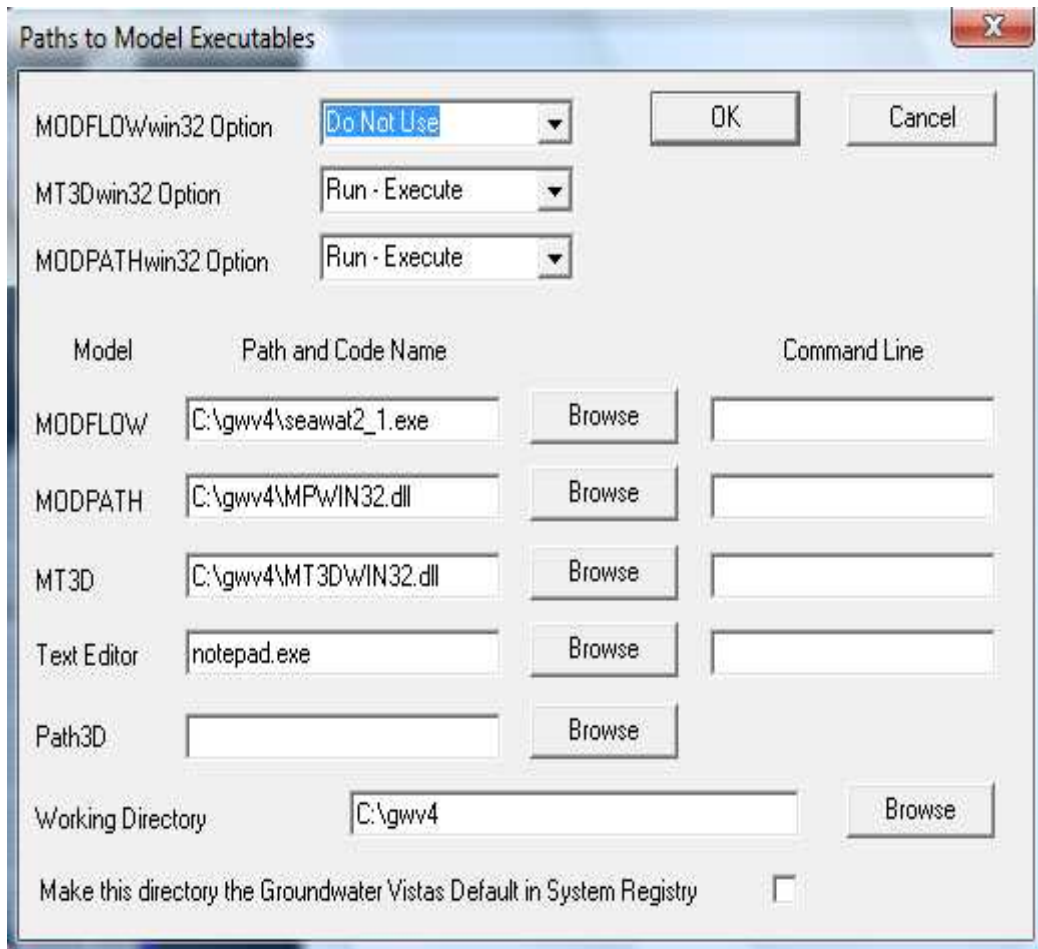 Paths to Model Executables
X
MODFLOWwin32 Option Do Not Use OK Cancel
MT3Dwin32 Option Run - Execute
MODPATHwin32 Option Run - Execute
Model Path and Code Name Command Line
MODFLOW C:\gwv4\seawat2_1.exe Browse
MODPATH C:\gwv4\MPWIN32.dll Browse
MT3D C:\gwv4\MT3DWIN32.dll Browse
Text Editor notepad.exe Browse
Path3D Browse
Working Directory C:\gwv4 Browse
Make this directory the Groundwater Vistas Default in System Registry